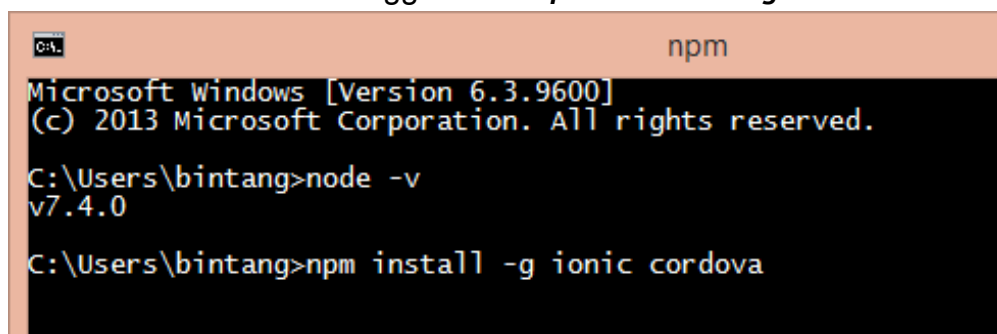 npm
Microsoft Windows [Version 6.3.9600]
(c) 2013 Microsoft Corporation. All rights reserved.
C:\Users\bintang>node -v
v7.4.0
C:\Users\bintang>npm install -g ionic cordova